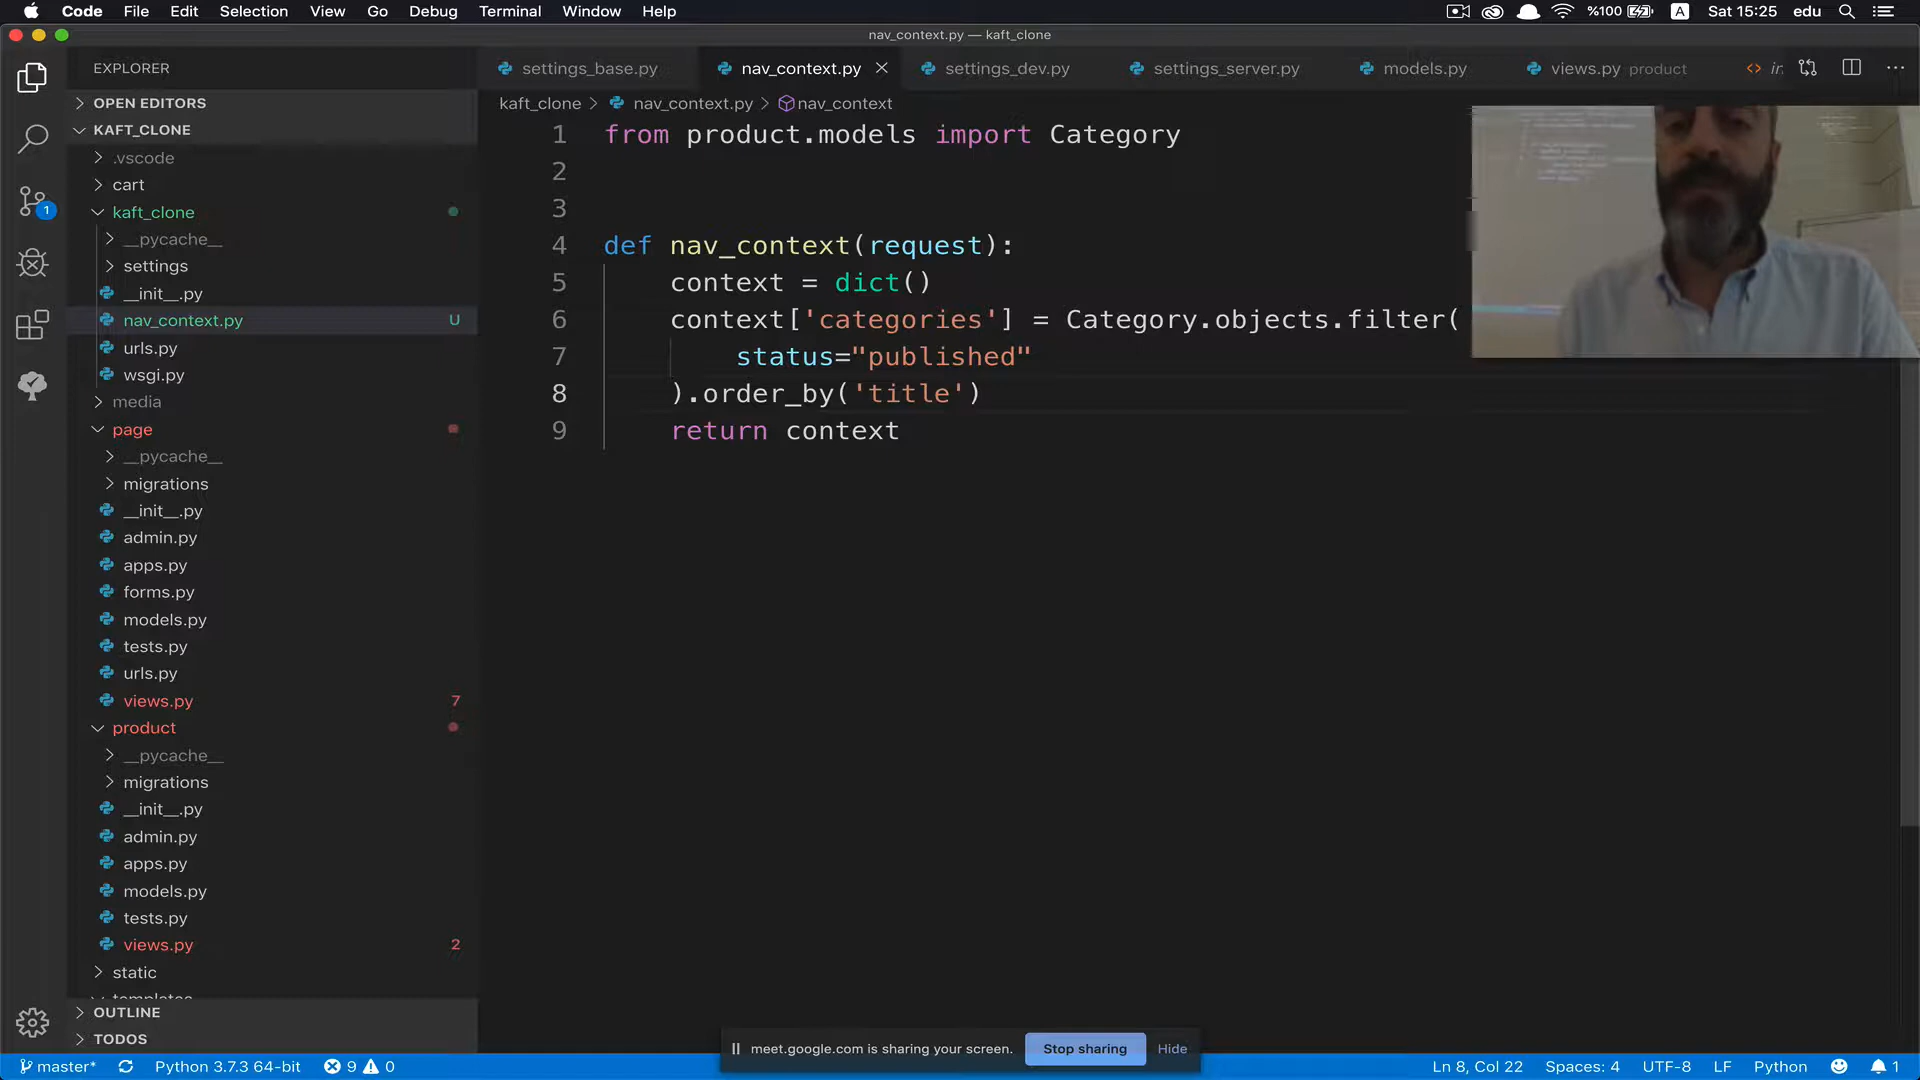 Code File Edit Selection View Go Debug Terminal Window Help %100 A Sat 15:25 edu
nav_context.py — kaft_clone
EXPLORER
settings_base.py nav_context.py settings_dev.py settings_server.py models.py views.py product
OPEN EDITORS
kaft_clone > nav_context.py > nav_context
KAFT_CLONE
.vscode
cart
kaft_clone
__pycache__
settings
__init__.py
nav_context.py U
urls.py
wsgi.py
media
page
__pycache__
migrations
__init__.py
admin.py
apps.py
forms.py
models.py
tests.py
urls.py
views.py 7
product
__pycache__
migrations
__init__.py
admin.py
apps.py
models.py
tests.py
views.py 2
static
templates
OUTLINE
TODOS
1 from product.models import Category
2
3
4 def nav_context(request):
5 context = dict()
6 context['categories'] = Category.objects.filter(
7 status="published"
8 ).order_by('title')
9 return context
1
meet.google.com is sharing your screen. Stop sharing Hide
master* Python 3.7.3 64-bit 9 0 Ln 8, Col 22 Spaces: 4 UTF-8 LF Python 1